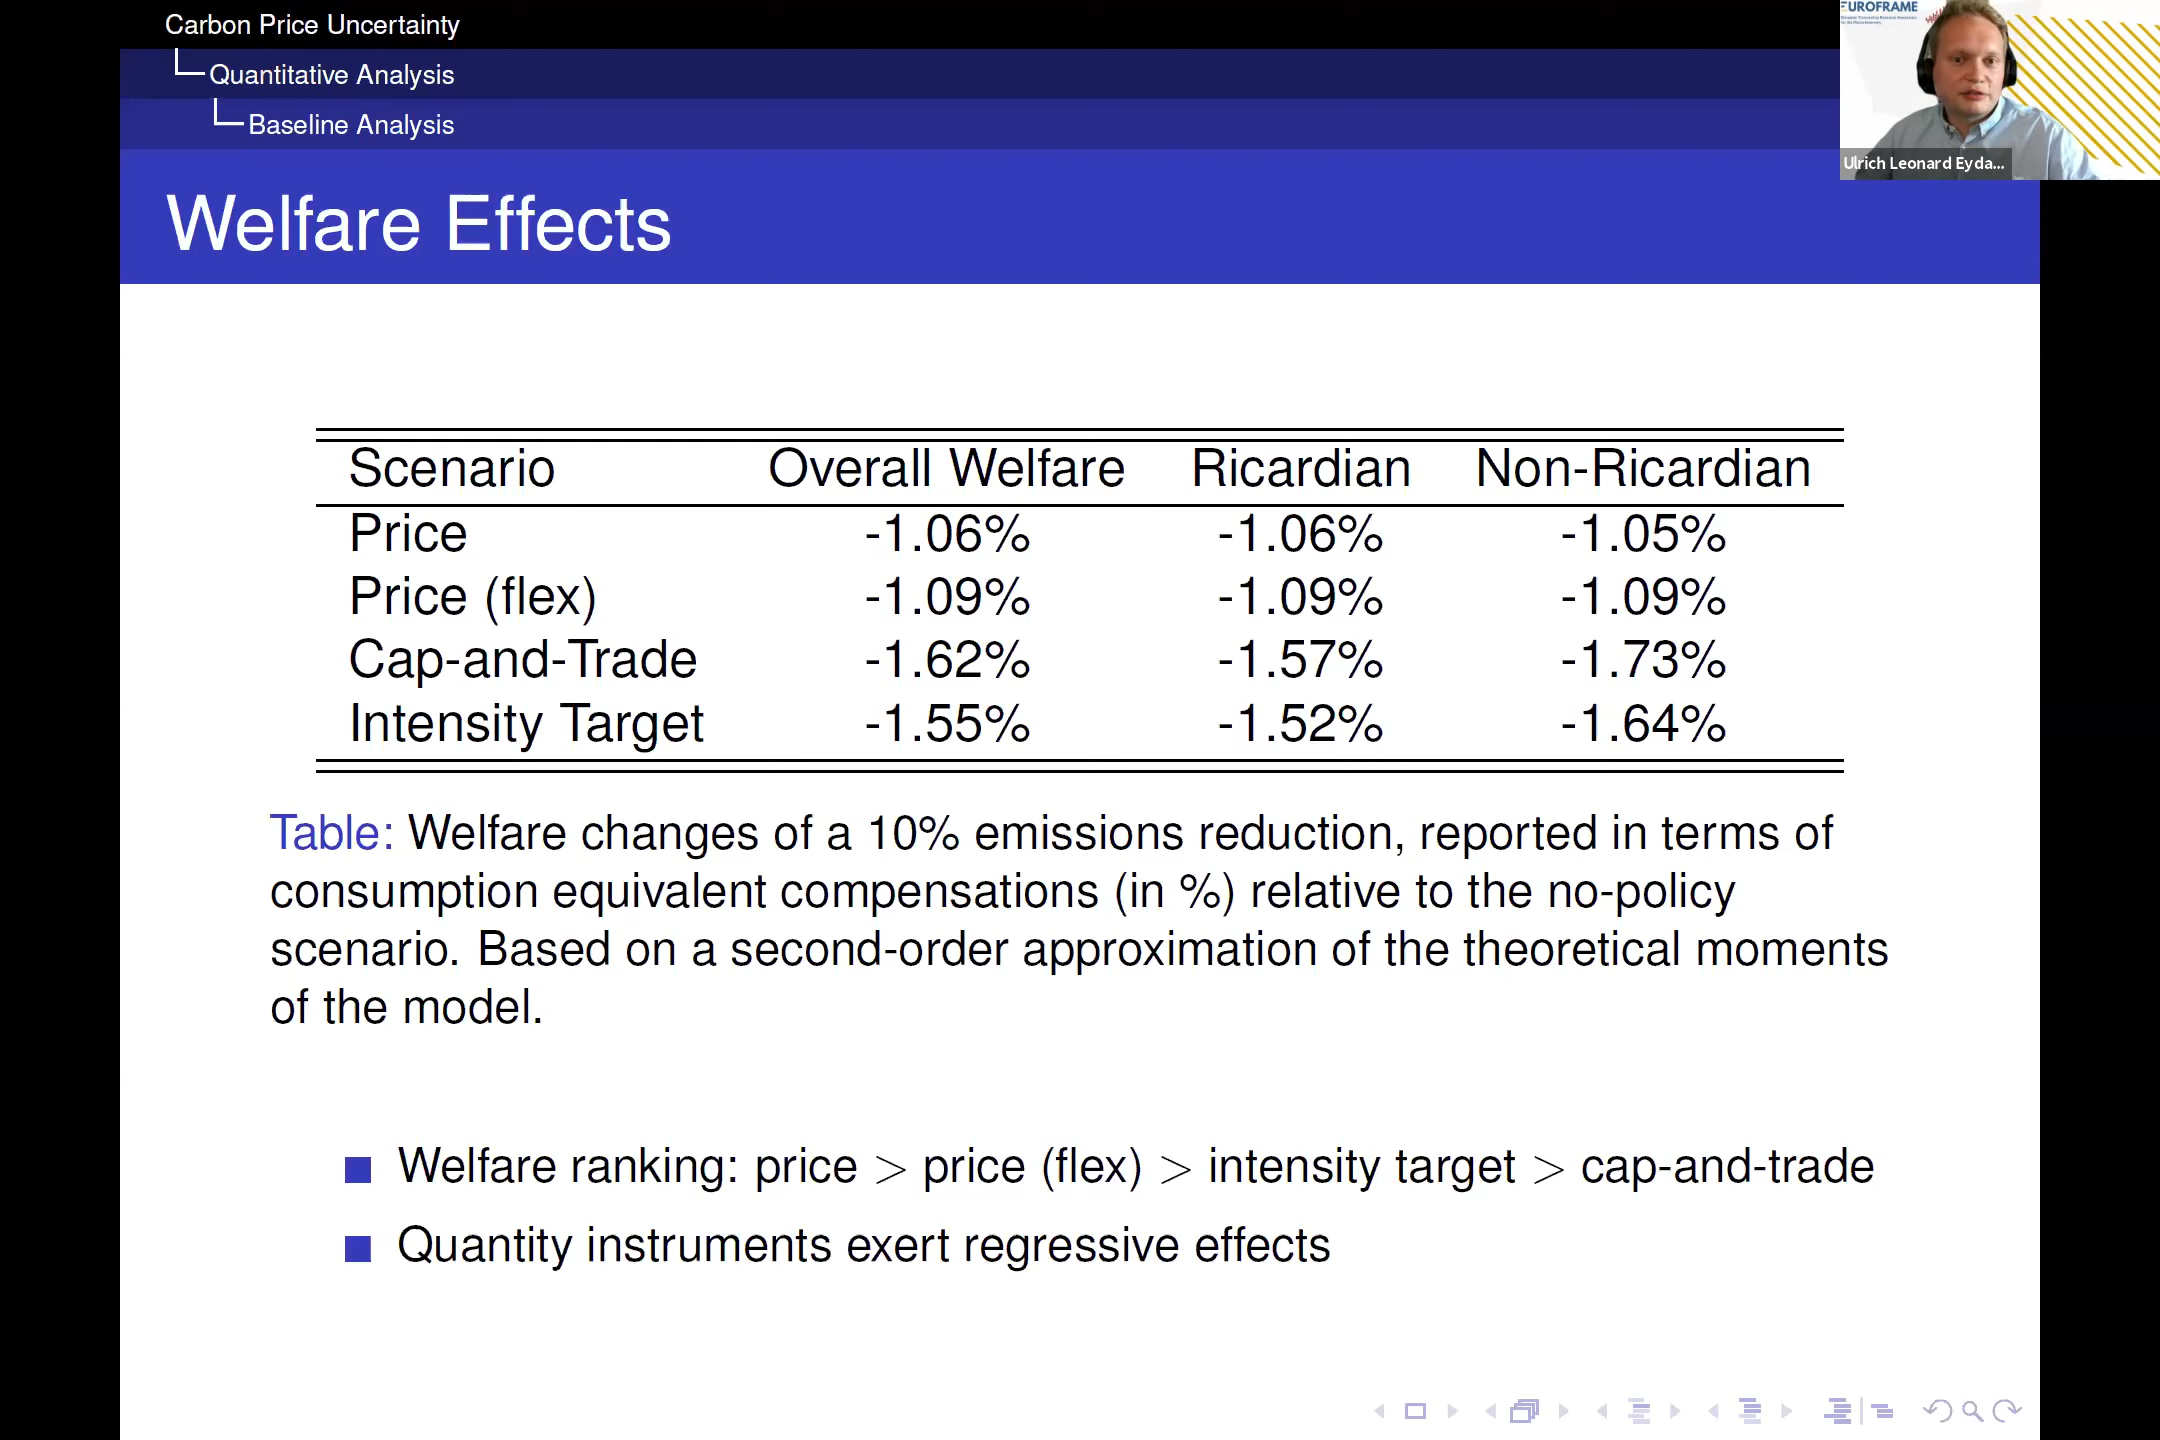 Carbon Price Uncertainty
Quantitative Analysis
Baseline Analysis
Welfare Effects
EUROFRAME
Ulrich Leonard Eyda...
Scenario Overall Welfare Ricardian Non-Ricardian
Price -1.06% -1.06% -1.05%
Price (flex) -1.09% -1.09% -1.09%
Cap-and-Trade -1.62% -1.57% -1.73%
Intensity Target -1.55% -1.52% -1.64%
Table: Welfare changes of a 10% emissions reduction, reported in terms of
consumption equivalent compensations (in %) relative to the no-policy
scenario. Based on a second-order approximation of the theoretical moments
of the model.
Welfare ranking: price > price (flex) > intensity target > cap-and-trade
Quantity instruments exert regressive effects